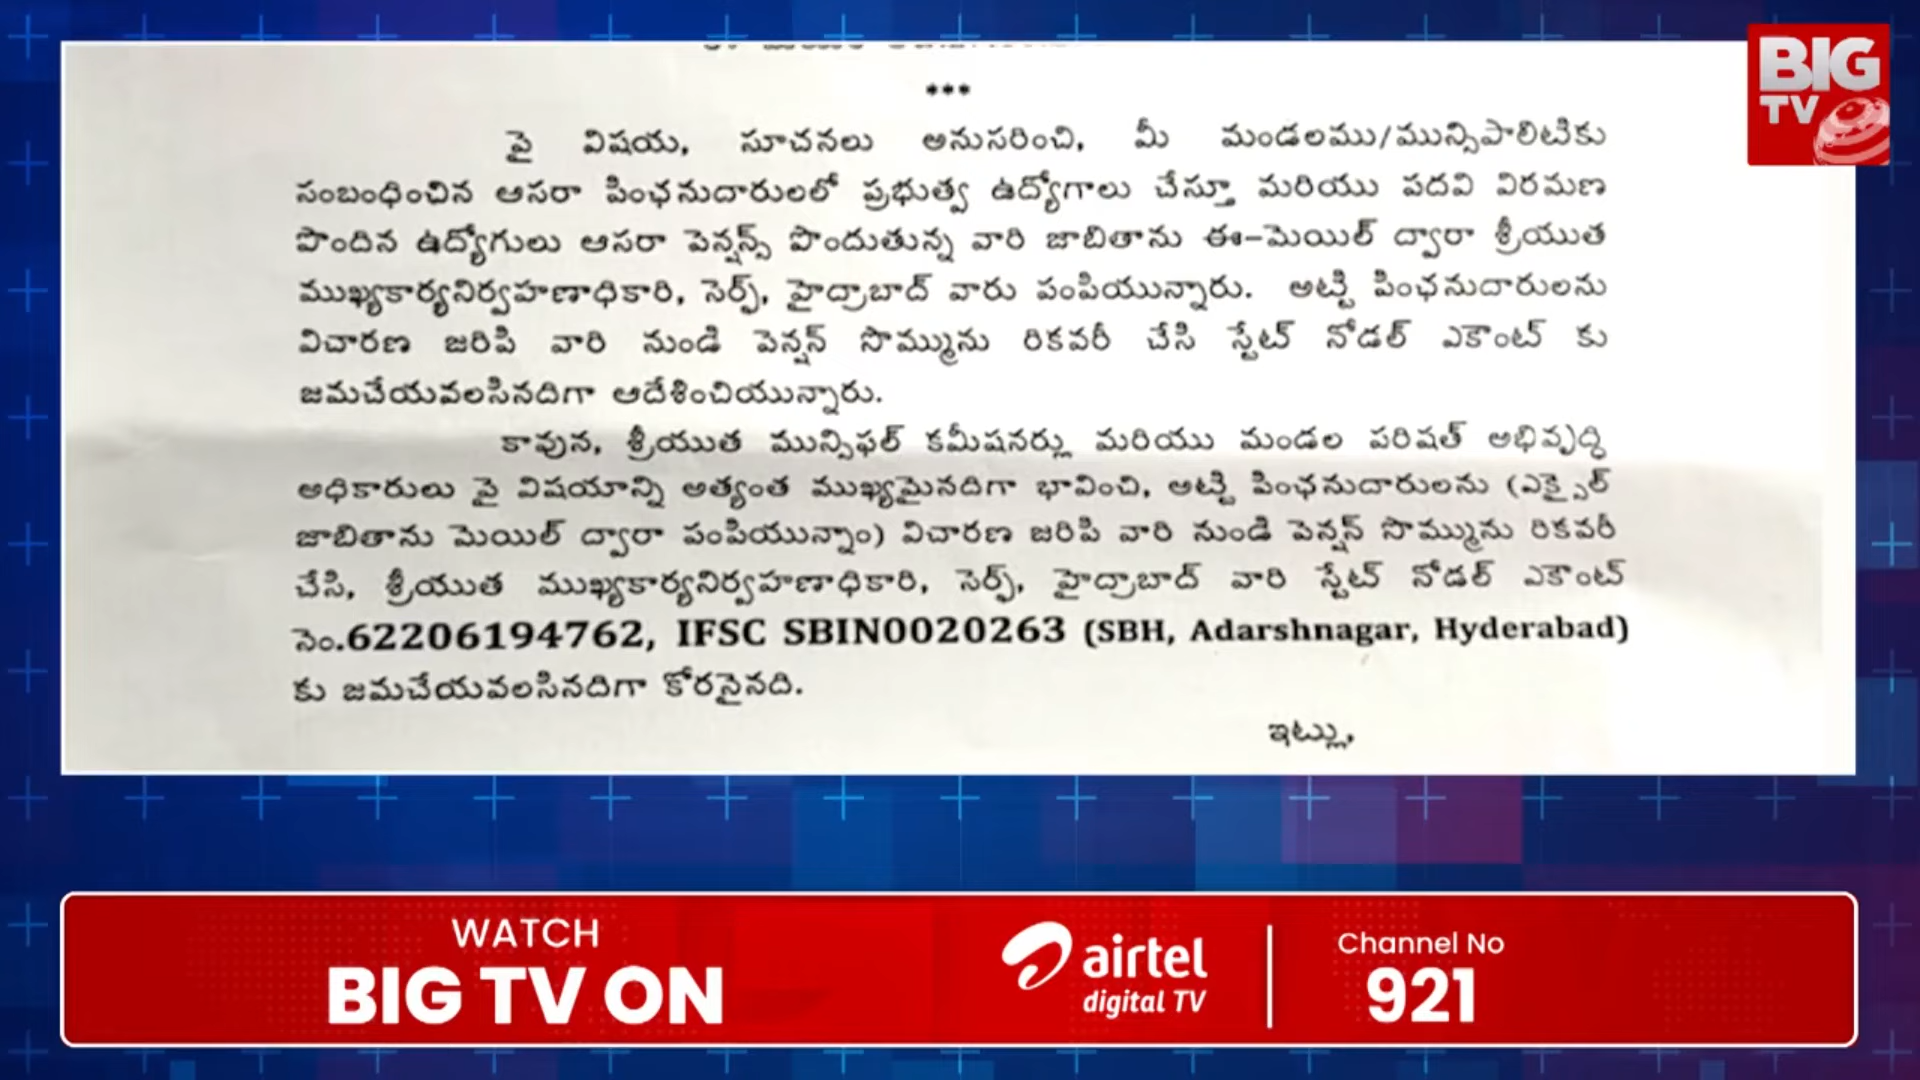 ***
పై విషయ, సూచనలు అనుసరించి, మీ మండలము/మున్సిపాలిటికు
సంబంధించిన ఆసరా పింఛనుదారులలో ప్రభుత్వ ఉద్యోగాలు చేస్తూ మరియు పదవి విరమణ
పొందిన ఉద్యోగులు ఆసరా పెన్షన్స్ పొందుతున్న వారి జాబితాను ఈ-మెయిల్ ద్వారా శ్రీయుత
ముఖ్యకార్యనిర్వహణాధికారి, సెర్ఫ్, హైద్రాబాద్ వారు పంపియున్నారు. అట్టి పింఛనుదారులను
విచారణ జరిపి వారి నుండి పెన్షన్ సొమ్మును రికవరీ చేసి స్టేట్ నోడల్ ఎకౌంట్ కు
జమచేయవలసినదిగా ఆదేశించియున్నారు.
కావున, శ్రీయుత మున్సిఫల్ కమీషనర్లు మరియు మండల పరిషత్ అభివృద్ధి
అధికారులు పై విషయాన్ని అత్యంత ముఖ్యమైనదిగా భావించి, అట్టి పింఛనుదారులను (ఎక్సైల్
జాబితాను మెయిల్ ద్వారా పంపియున్నాం) విచారణ జరిపి వారి నుండి పెన్షన్ సొమ్మును రికవరీ
చేసి, శ్రీయుత ముఖ్యకార్యనిర్వహణాధికారి, సెర్ఫ్, హైద్రాబాద్ వారి స్టేట్ నోడల్ ఎకౌంట్
నెం.62206194762, IFSC SBIN0020263 (SBH, Adarshnagar, Hyderabad)
కు జమచేయవలసినదిగా కోరనైనది.
ఇట్లు,
BIG
TV
WATCH
BIG TV ON
airtel
digital TV
Channel No
921